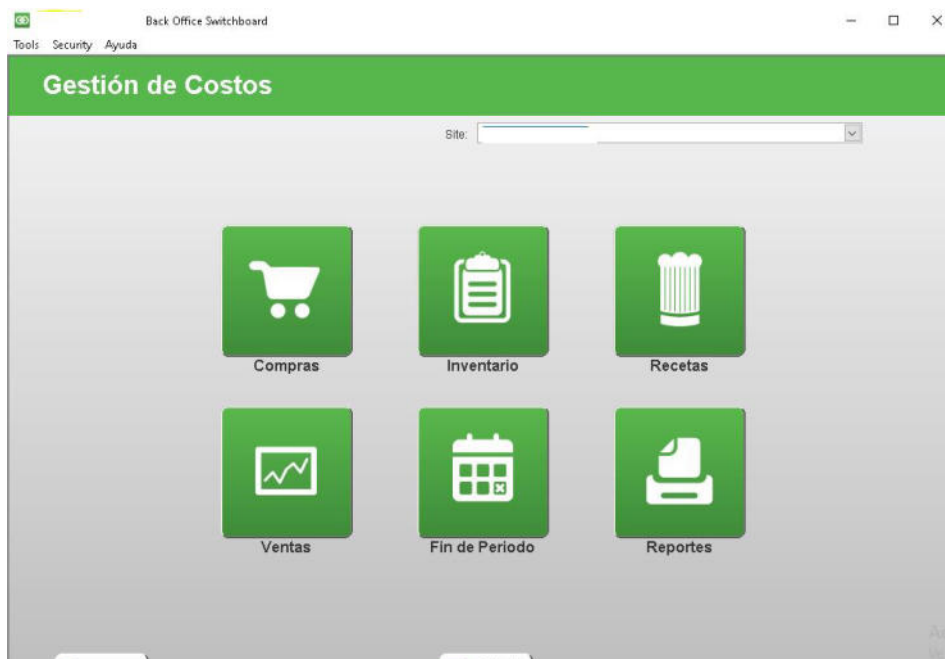 Back Office Switchboard
Tools Security Ayuda
Gestión de Costos
Site:
Compras Inventario Recetas
Ventas Fin de Periodo Reportes